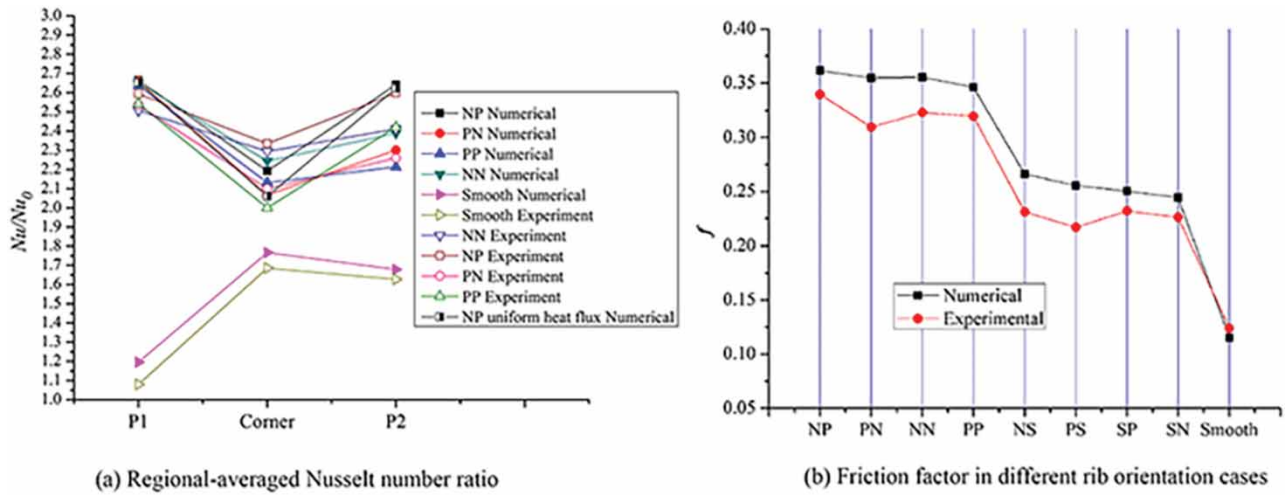 3.0
2.9
2.8
2.7
2.6
2.5
2.4
2.3
2.2
2.1
2.0
1.9
1.8
1.7
1.6
1.5
1.4
1.3
1.2
1.1
1.0
Nu/Nu0
P1 Corner P2
NP Numerical
PN Numerical
PP Numerical
NN Numerical
Smooth Numerical
Smooth Experiment
NN Experiment
NP Experiment
PN Experiment
PP Experiment
NP uniform heat flux Numerical
(a) Regional-averaged Nusselt number ratio
0.40
0.35
0.30
0.25
0.20
0.15
0.10
0.05
f
NP PN NN PP NS PS SP SN Smooth
Numerical
Experimental
(b) Friction factor in different rib orientation cases